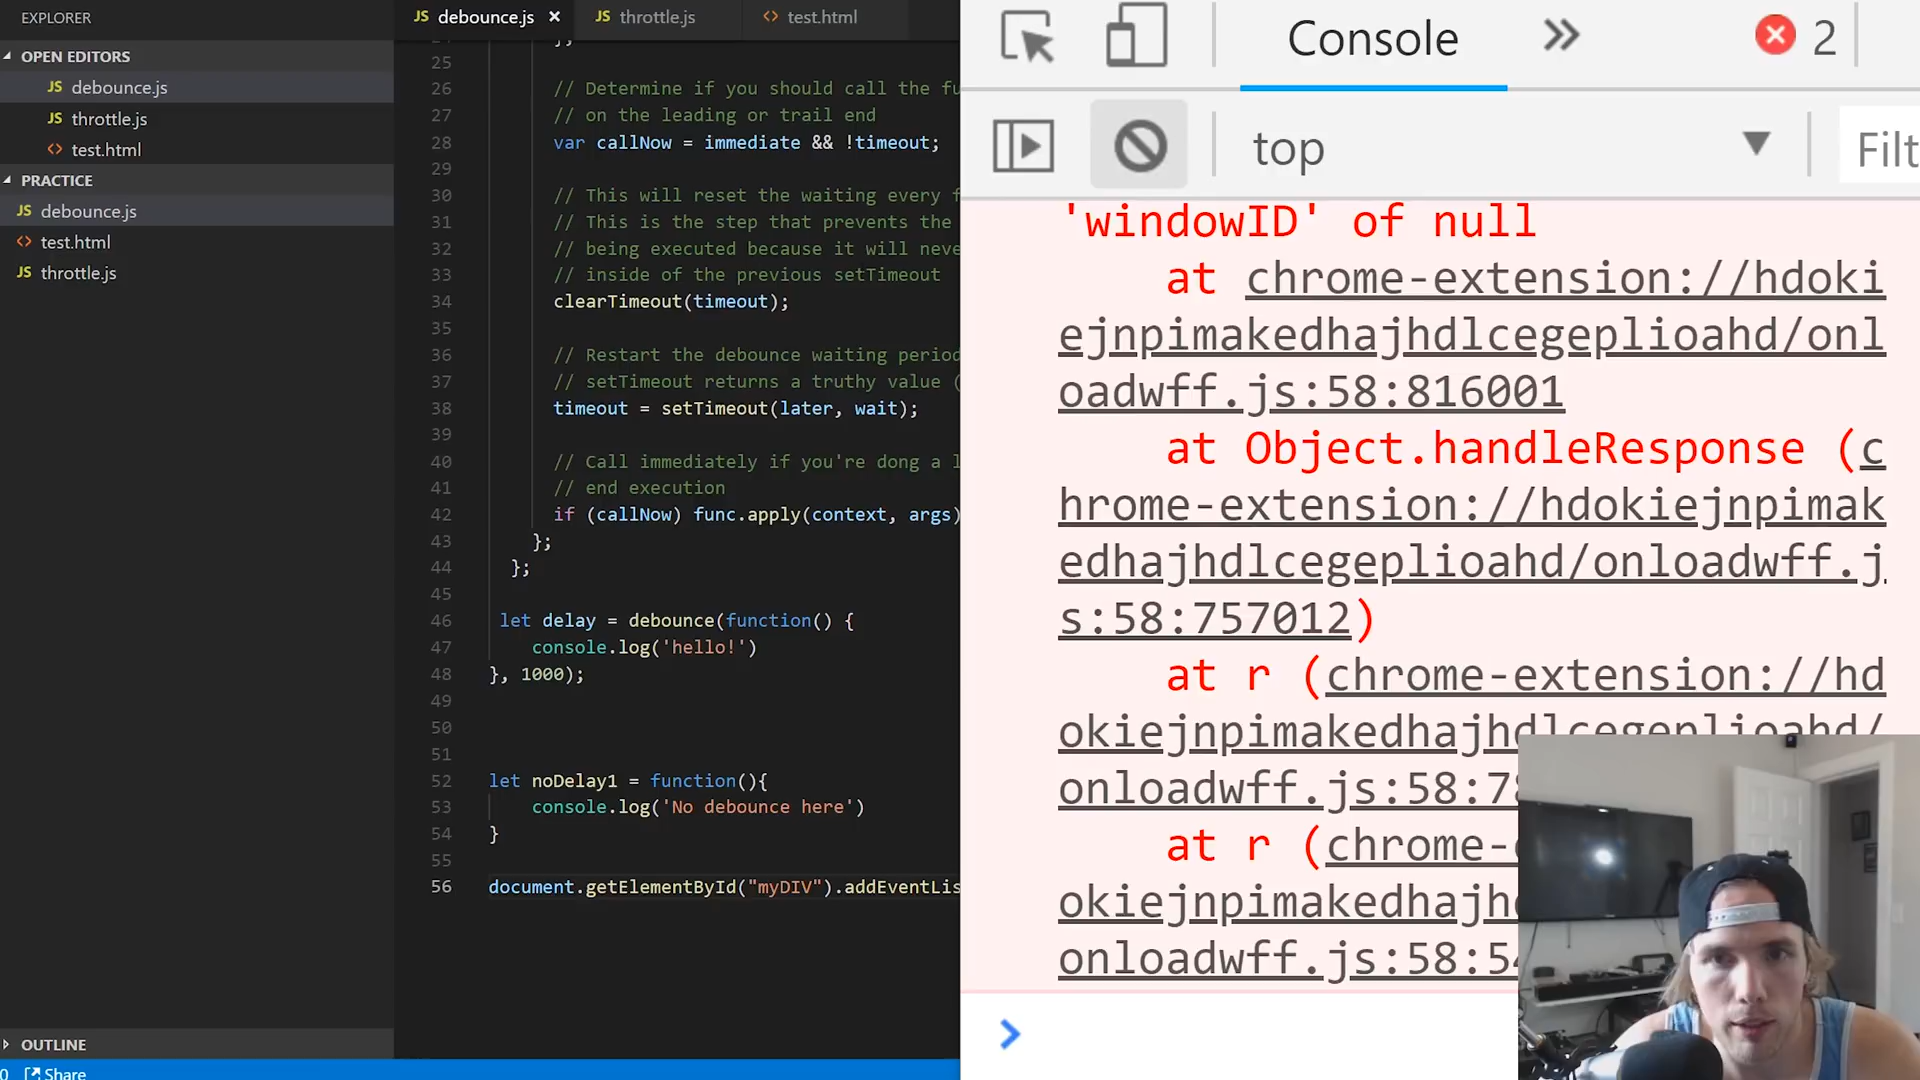 EXPLORER
OPEN EDITORS
JS debounce.js
JS throttle.js
<> test.html
PRACTICE
JS debounce.js
<> test.html
JS throttle.js
OUTLINE
0 Share
JS debounce.js ×
JS throttle.js
<> test.html
};
25
26 // Determine if you should call the fu
27 // on the leading or trail end
28 var callNow = immediate && !timeout;
29
30 // This will reset the waiting every f
31 // This is the step that prevents the
32 // being executed because it will neve
33 // inside of the previous setTimeout
34 clearTimeout(timeout);
35
36 // Restart the debounce waiting period
37 // setTimeout returns a truthy value (
38 timeout = setTimeout(later, wait);
39
40 // Call immediately if you're dong a l
41 // end execution
42 if (callNow) func.apply(context, args)
43 };
44 };
45
46 let delay = debounce(function() {
47 console.log('hello!')
48 }, 1000);
49
50
51
52 let noDelay1 = function(){
53 console.log('No debounce here')
54 }
55
56 document.getElementById("myDIV").addEventLis
Console
2
top
Filt
'windowID' of null
at chrome-extension://hdoki
ejnpimakedhajhdlcegeplioahd/onl
oadwff.js:58:816001
at Object.handleResponse (c
hrome-extension://hdokiejnpimak
edhajhdlcegeplioahd/onloadwff.j
s:58:757012)
at r (chrome-extension://hd
okiejnpimakedhajhdlcegeplioahd/
onloadwff.js:58:78
at r (chrome-
okiejnpimakedhajh
onloadwff.js:58:54